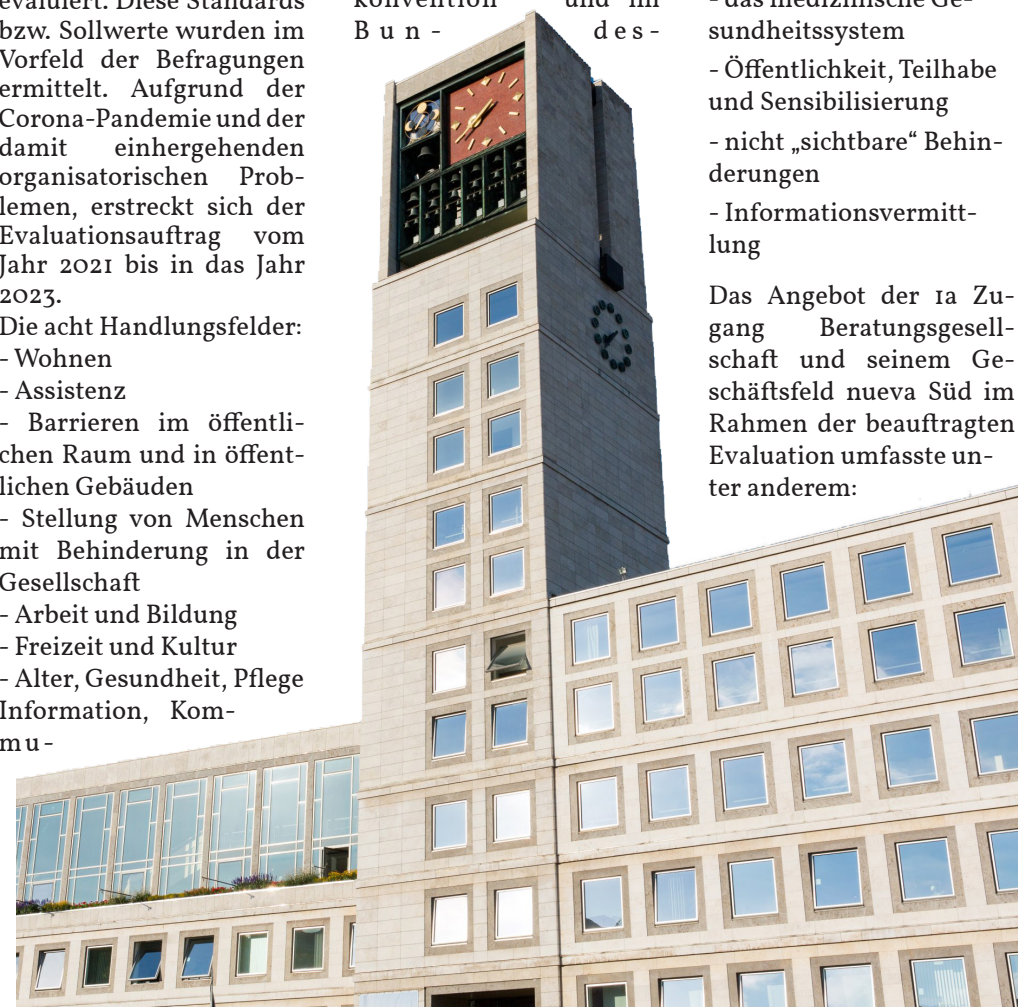 evaluiert. Diese Standards
bzw. Sollwerte wurden im
Vorfeld der Befragungen
ermittelt. Aufgrund der
Corona-Pandemie und der
damit einhergehenden
organisatorischen Prob-
lemen, erstreckt sich der
Evaluationsauftrag vom
Jahr 2021 bis in das Jahr
2023.
Die acht Handlungsfelder:
- Wohnen
- Assistenz
- Barrieren im öffentli-
chen Raum und in öffent-
lichen Gebäuden
- Stellung von Menschen
mit Behinderung in der
Gesellschaft
- Arbeit und Bildung
- Freizeit und Kultur
- Alter, Gesundheit, Pflege
Information, Kom-
mu-
konvention und im
Bun- des-
- das medizinische Ge-
sundheitssystem
- Öffentlichkeit, Teilhabe
und Sensibilisierung
- nicht „sichtbare“ Behin-
derungen
- Informationsvermitt-
lung
Das Angebot der 1a Zu-
gang Beratungsgesell-
schaft und seinem Ge-
schäftsfeld nueva Süd im
Rahmen der beauftragten
Evaluation umfasste un-
ter anderem: